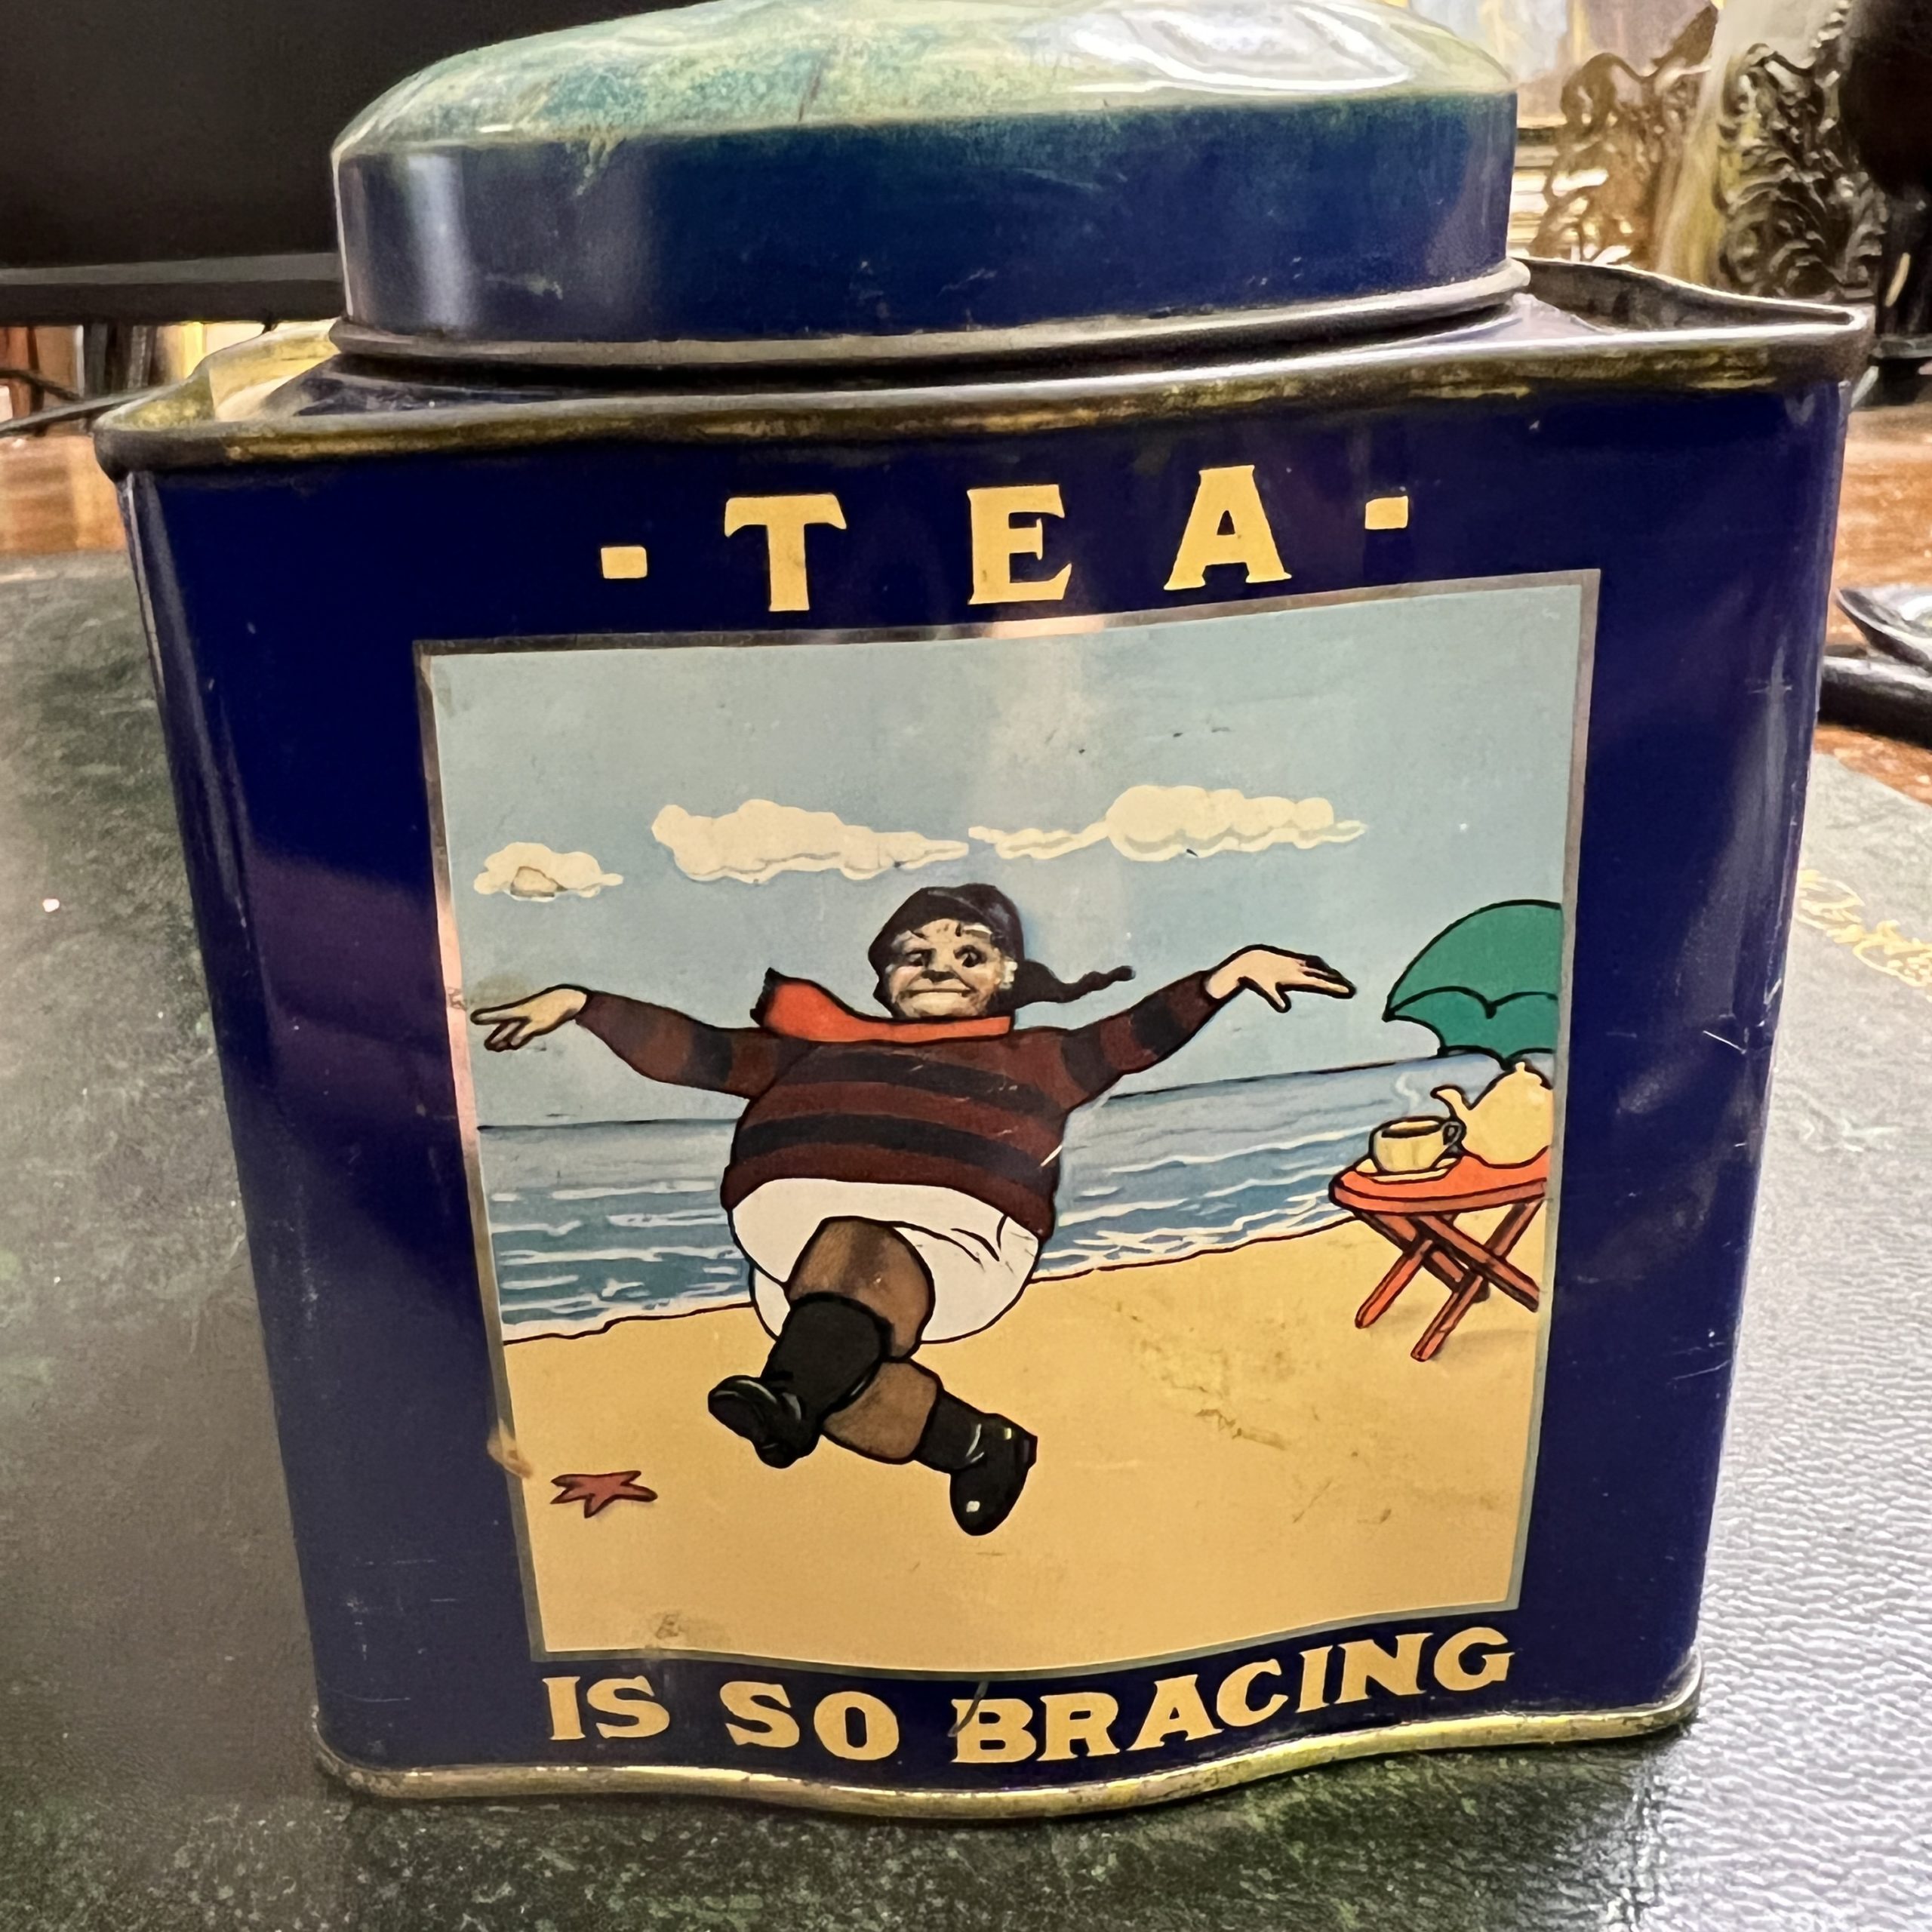 · TEA ·
IS SO BRACING